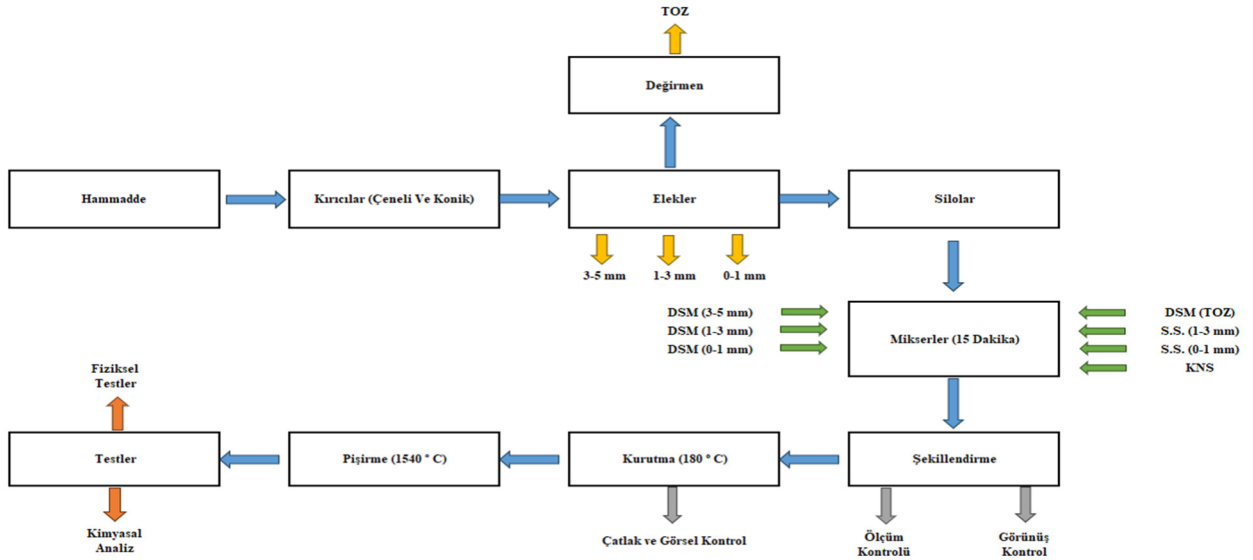 TOZ
Değirmen
Hammadde
Kırıcılar (Çeneli Ve Konik)
Elekler
Silolar
3-5 mm
1-3 mm
0-1 mm
DSM (3-5 mm)
DSM (1-3 mm)
DSM (0-1 mm)
Mikserler (15 Dakika)
DSM (TOZ)
S.S. (1-3 mm)
S.S. (0-1 mm)
KNS
Fiziksel
Testler
Testler
Pişirme (1540 ° C)
Kurutma (180 ° C)
Şekillendirme
Kimyasal
Analiz
Çatlak ve Görsel Kontrol
Ölçüm
Kontrolü
Görünüş
Kontrol